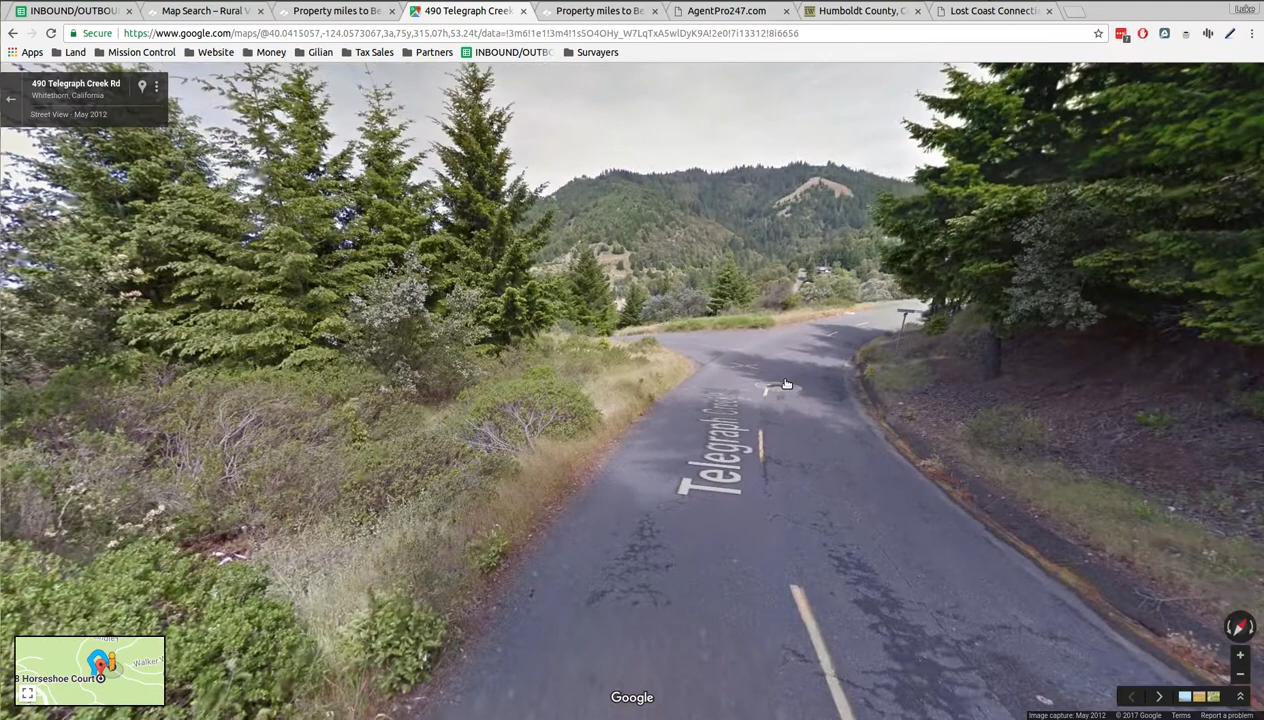 INBOUND/OUTBOU
Map Search – Rural V
Property miles to Be
490 Telegraph Creek
Property miles to Be
AgentPro247.com
Humboldt County, C
Lost Coast Connecti
Luke
Secure
https://www.google.com/maps/@40.0415057,-124.0573067,3a,75y,315.07h,53.24t/data=!3m6!1e1!3m4!1sSO4OHy_W7LqTxA5wlDyK9A!2e0!7i13312!8i6656
7
Apps
Land
Mission Control
Website
Money
Gilian
Tax Sales
Partners
INBOUND/OUTBO
Survayers
490 Telegraph Creek Rd
Whitethorn, California
Street View - May 2012
Telegraph Creek
Walker
8 Horseshoe Court
Google
Image capture: May 2012
© 2017 Google
Terms
Report a problem